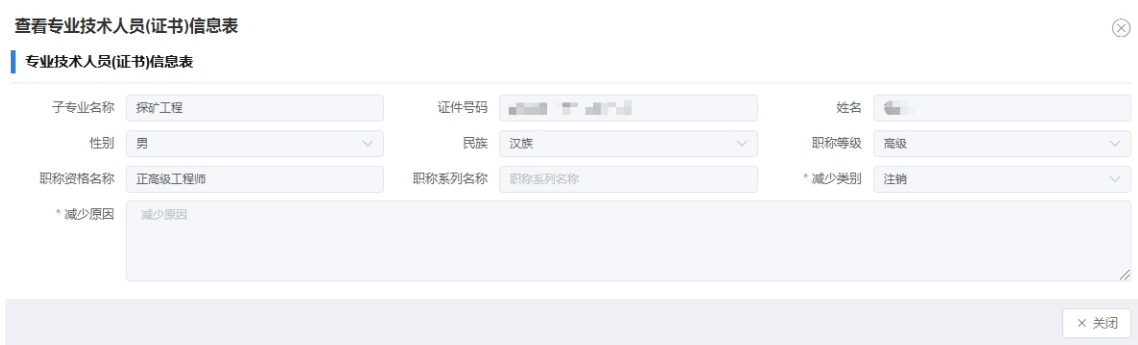 查看专业技术人员(证书)信息表
专业技术人员(证书)信息表
子专业名称 探矿工程 证件号码 姓名
性别 男 民族 汉族 职称等级 高级
职称资格名称 正高级工程师 职称系列名称 职称系列名称 * 减少类别 注销
* 减少原因 减少原因
× 关闭